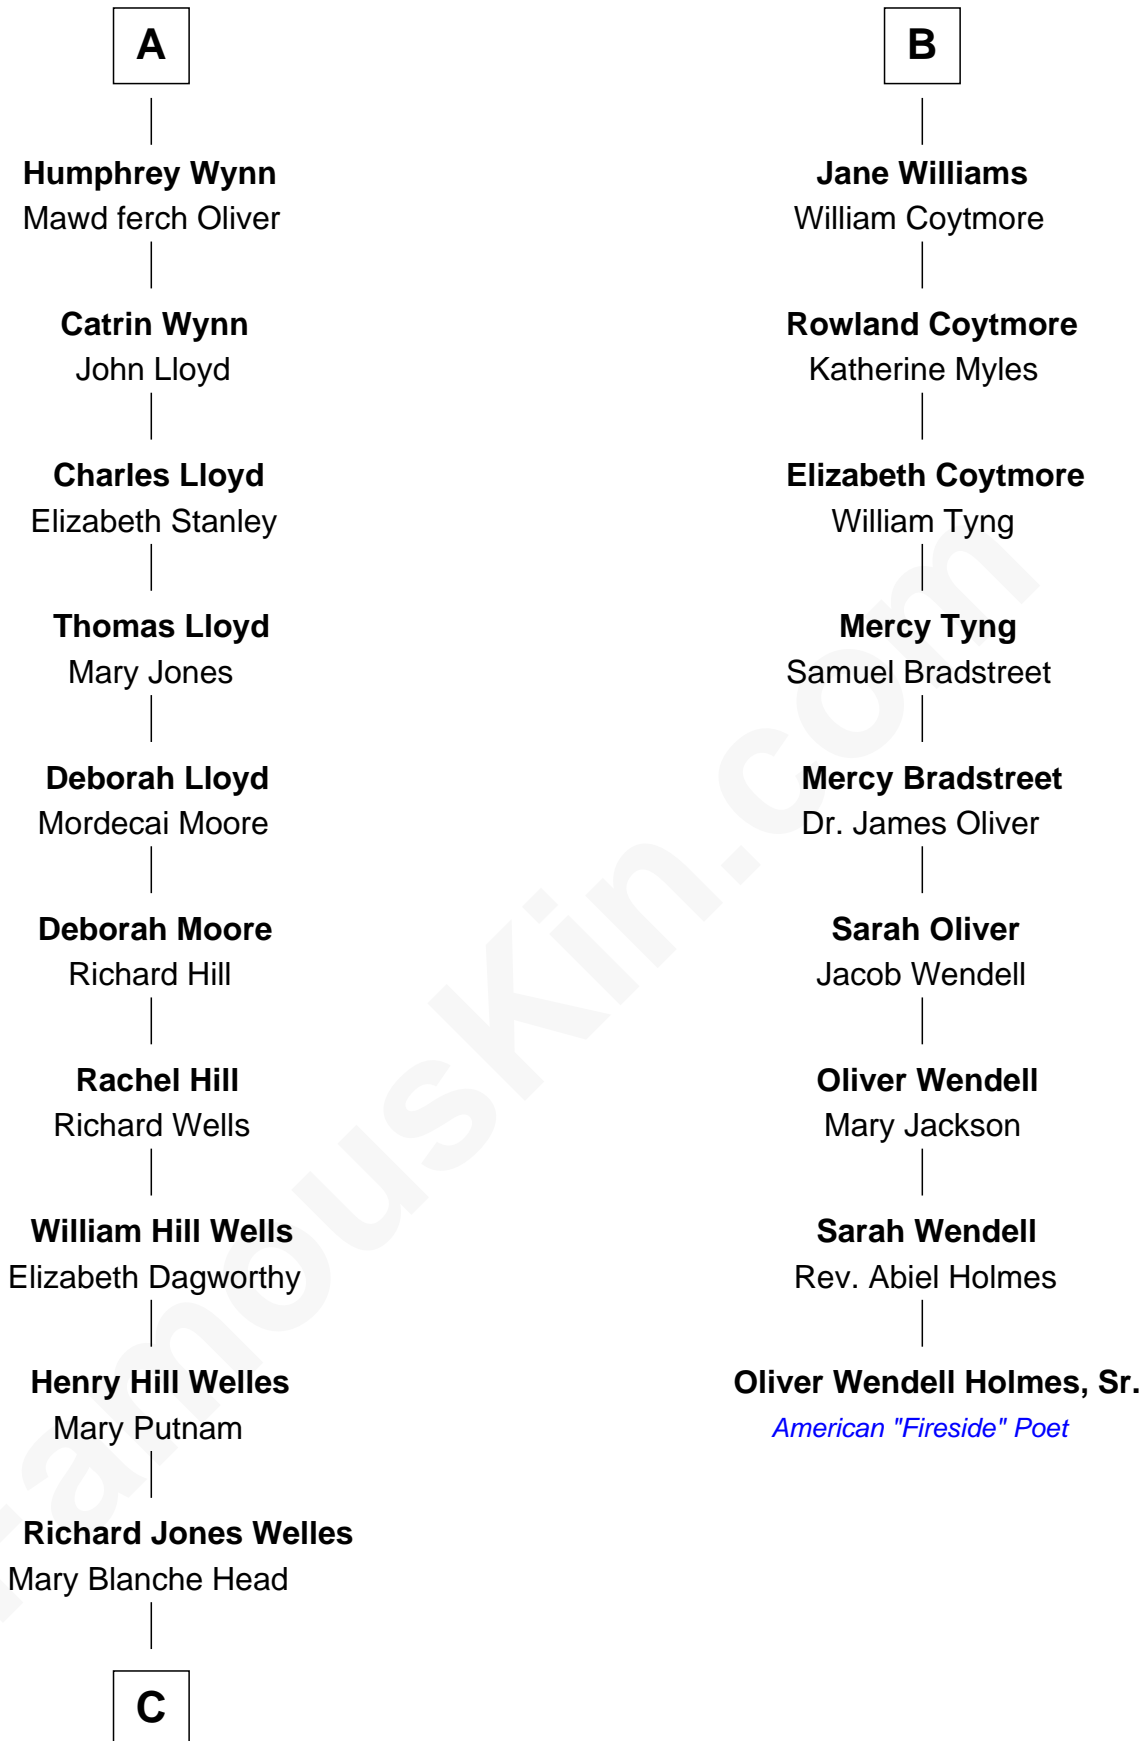 A
Humphrey Wynn
Mawd ferch Oliver
Catrin Wynn
John Lloyd
Charles Lloyd
Elizabeth Stanley
Thomas Lloyd
Mary Jones
Deborah Lloyd
Mordecai Moore
Deborah Moore
Richard Hill
Rachel Hill
Richard Wells
William Hill Wells
Elizabeth Dagworthy
Henry Hill Welles
Mary Putnam
Richard Jones Welles
Mary Blanche Head
C
B
Jane Williams
William Coytmore
Rowland Coytmore
Katherine Myles
Elizabeth Coytmore
William Tyng
Mercy Tyng
Samuel Bradstreet
Mercy Bradstreet
Dr. James Oliver
Sarah Oliver
Jacob Wendell
Oliver Wendell
Mary Jackson
Sarah Wendell
Rev. Abiel Holmes
Oliver Wendell Holmes, Sr.
American "Fireside" Poet
FamousKin.com